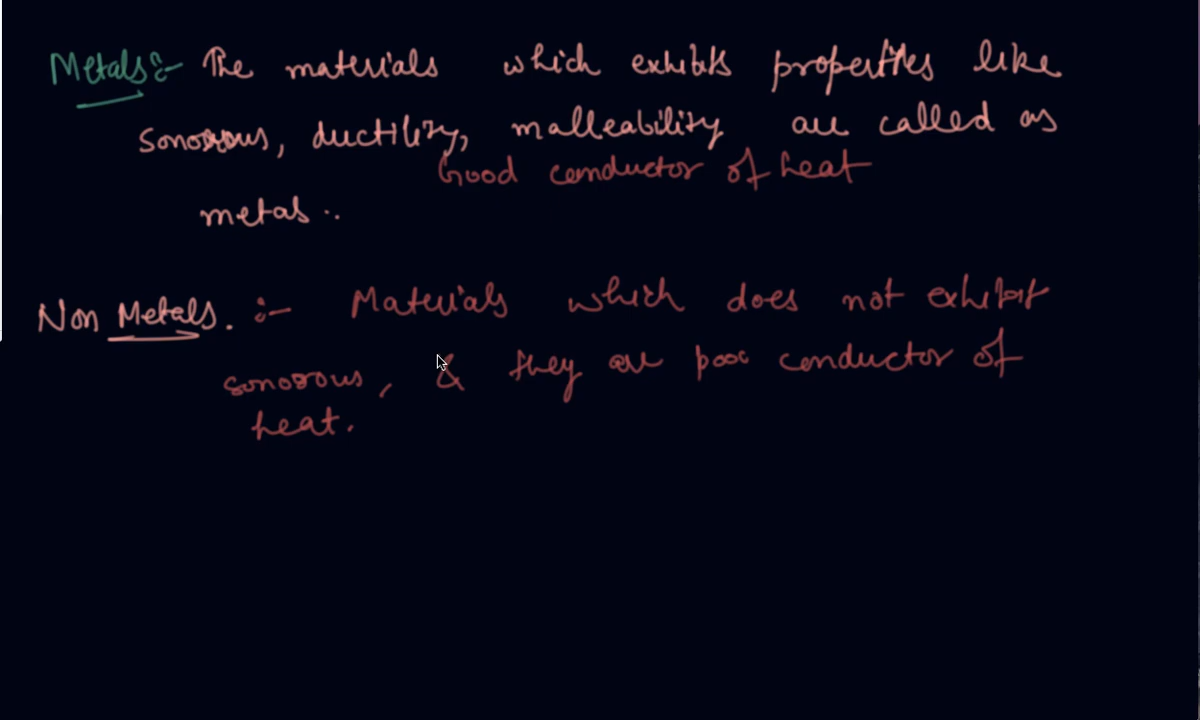 Metals :- The materials which exhibits properties like
sonorous, ductility, malleability are called as
Good conductor of heat
metals..
Non Metals. :- Materials which does not exhibit
sonorous, & they are poor conductor of
heat.